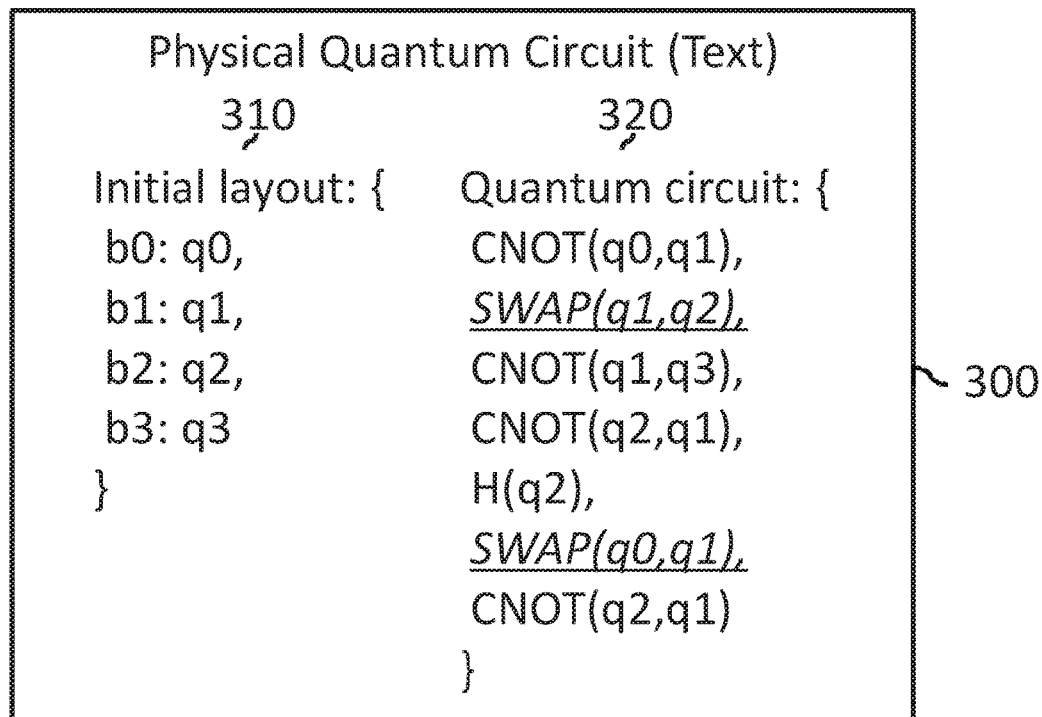 Physical Quantum Circuit (Text)
310
Initial layout: {
b0: q0,
b1: q1,
b2: q2,
b3: q3
}
320
Quantum circuit: {
CNOT(q0,q1),
SWAP(q1,q2),
CNOT(q1,q3),
CNOT(q2,q1),
H(q2),
SWAP(q0,q1),
CNOT(q2,q1)
}
300